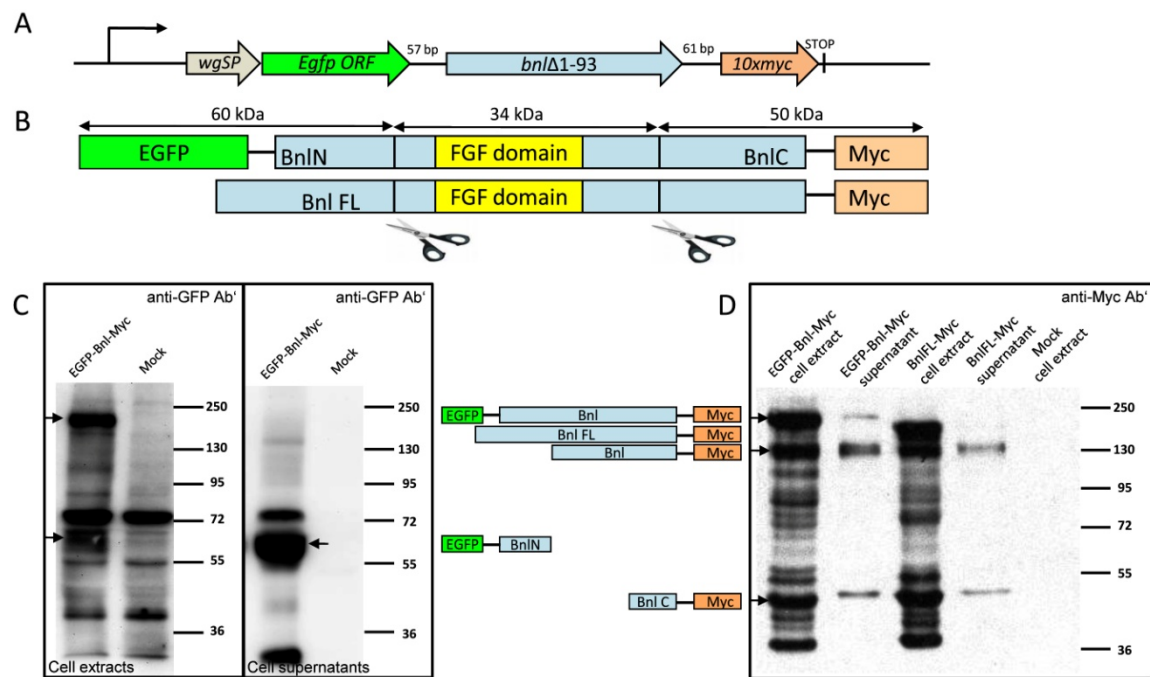 A
wgSP
Egfp ORF
57 bp
bnlΔ1-93
61 bp
10xmyc
STOP
B
60 kDa
34 kDa
50 kDa
EGFP
BnlN
FGF domain
BnlC
Myc
Bnl FL
FGF domain
Myc
C
anti-GFP Ab'
EGFP-Bnl-Myc
Mock
250
130
95
72
55
36
Cell extracts
anti-GFP Ab'
EGFP-Bnl-Myc
Mock
250
130
95
72
55
36
Cell supernatants
EGFP
Bnl
Myc
Bnl FL
Myc
Bnl
Myc
EGFP
BnlN
Bnl C
Myc
D
anti-Myc Ab'
EGFP-Bnl-Myc
cell extract
EGFP-Bnl-Myc
supernatant
BnlFL-Myc
cell extract
BnlFL-Myc
supernatant
Mock
cell extract
250
130
95
72
55
36